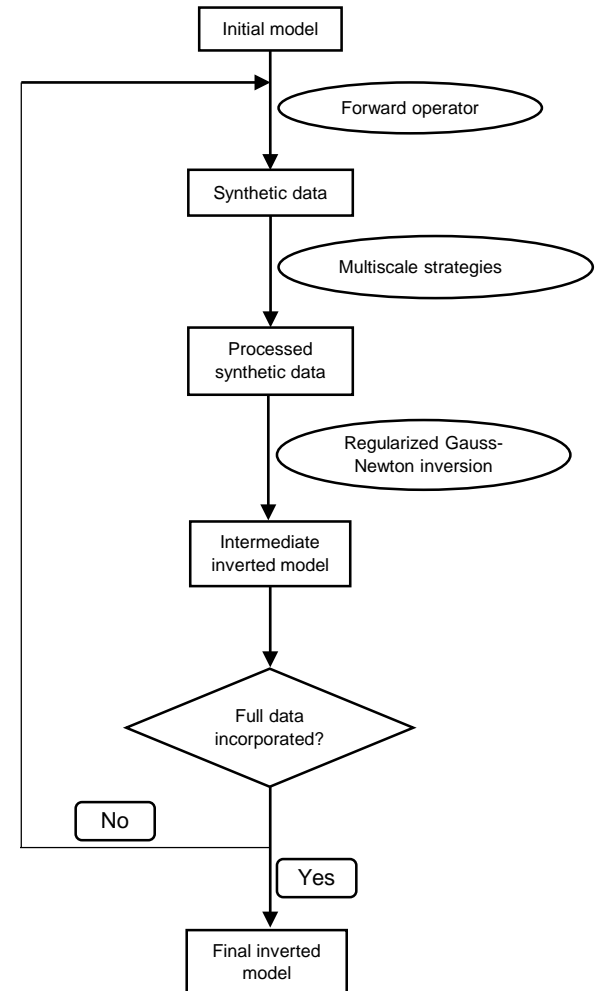 Initial model
Forward operator
Synthetic data
Multiscale strategies
Processed
synthetic data
Regularized Gauss-
Newton inversion
Intermediate
inverted model
Full data
incorporated?
No
Yes
Final inverted
model